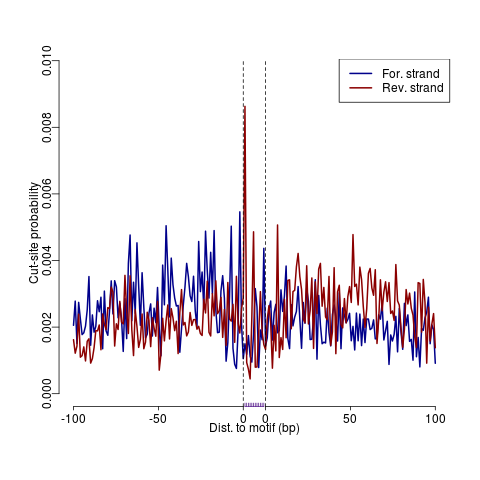 For. strand
Rev. strand
Cut-site probability
0.010
0.008
0.006
0.004
0.002
0.000
-100 -50 0 0 50 100
Dist. to motif (bp)